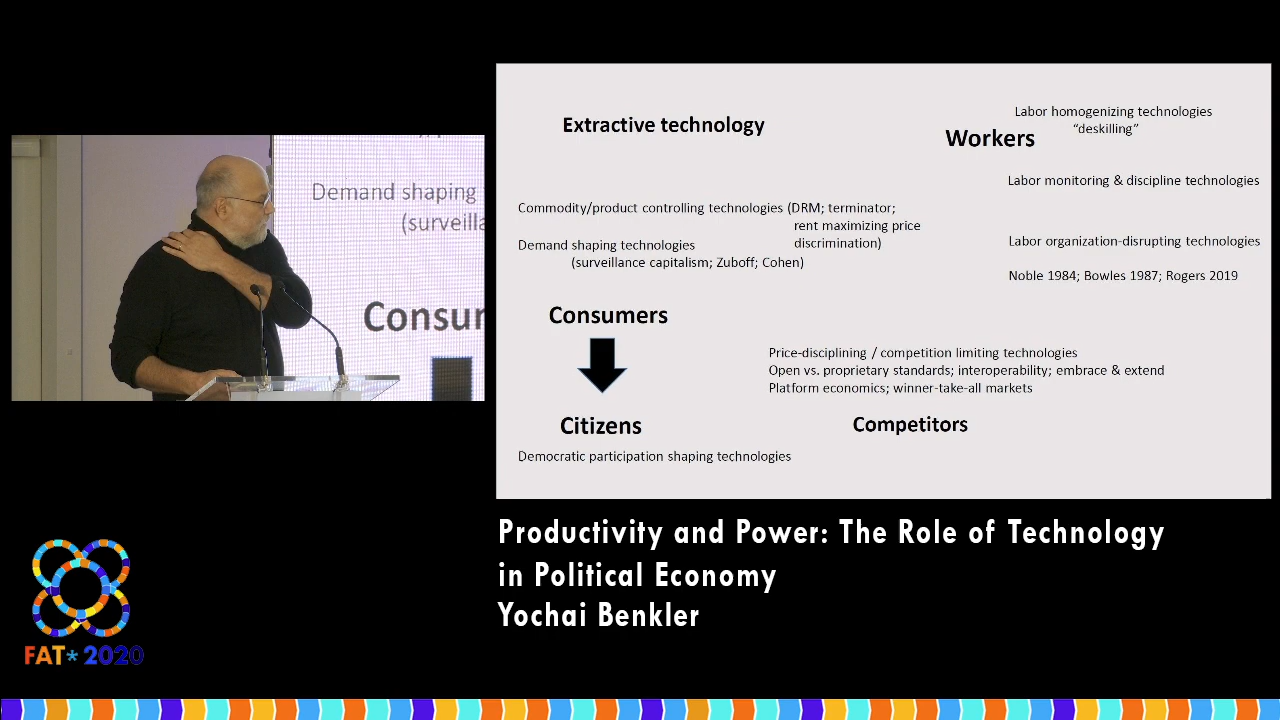 Demand shaping
(surveilla
Consur
Extractive technology
Labor homogenizing technologies
"deskilling"
Workers
Labor monitoring & discipline technologies
Commodity/product controlling technologies (DRM; terminator;
rent maximizing price
discrimination)
Demand shaping technologies
(surveillance capitalism; Zuboff; Cohen)
Labor organization-disrupting technologies
Noble 1984; Bowles 1987; Rogers 2019
Consumers
Price-disciplining / competition limiting technologies
Open vs. proprietary standards; interoperability; embrace & extend
Platform economics; winner-take-all markets
Citizens
Competitors
Democratic participation shaping technologies
Productivity and Power: The Role of Technology
in Political Economy
Yochai Benkler
FAT* 2020